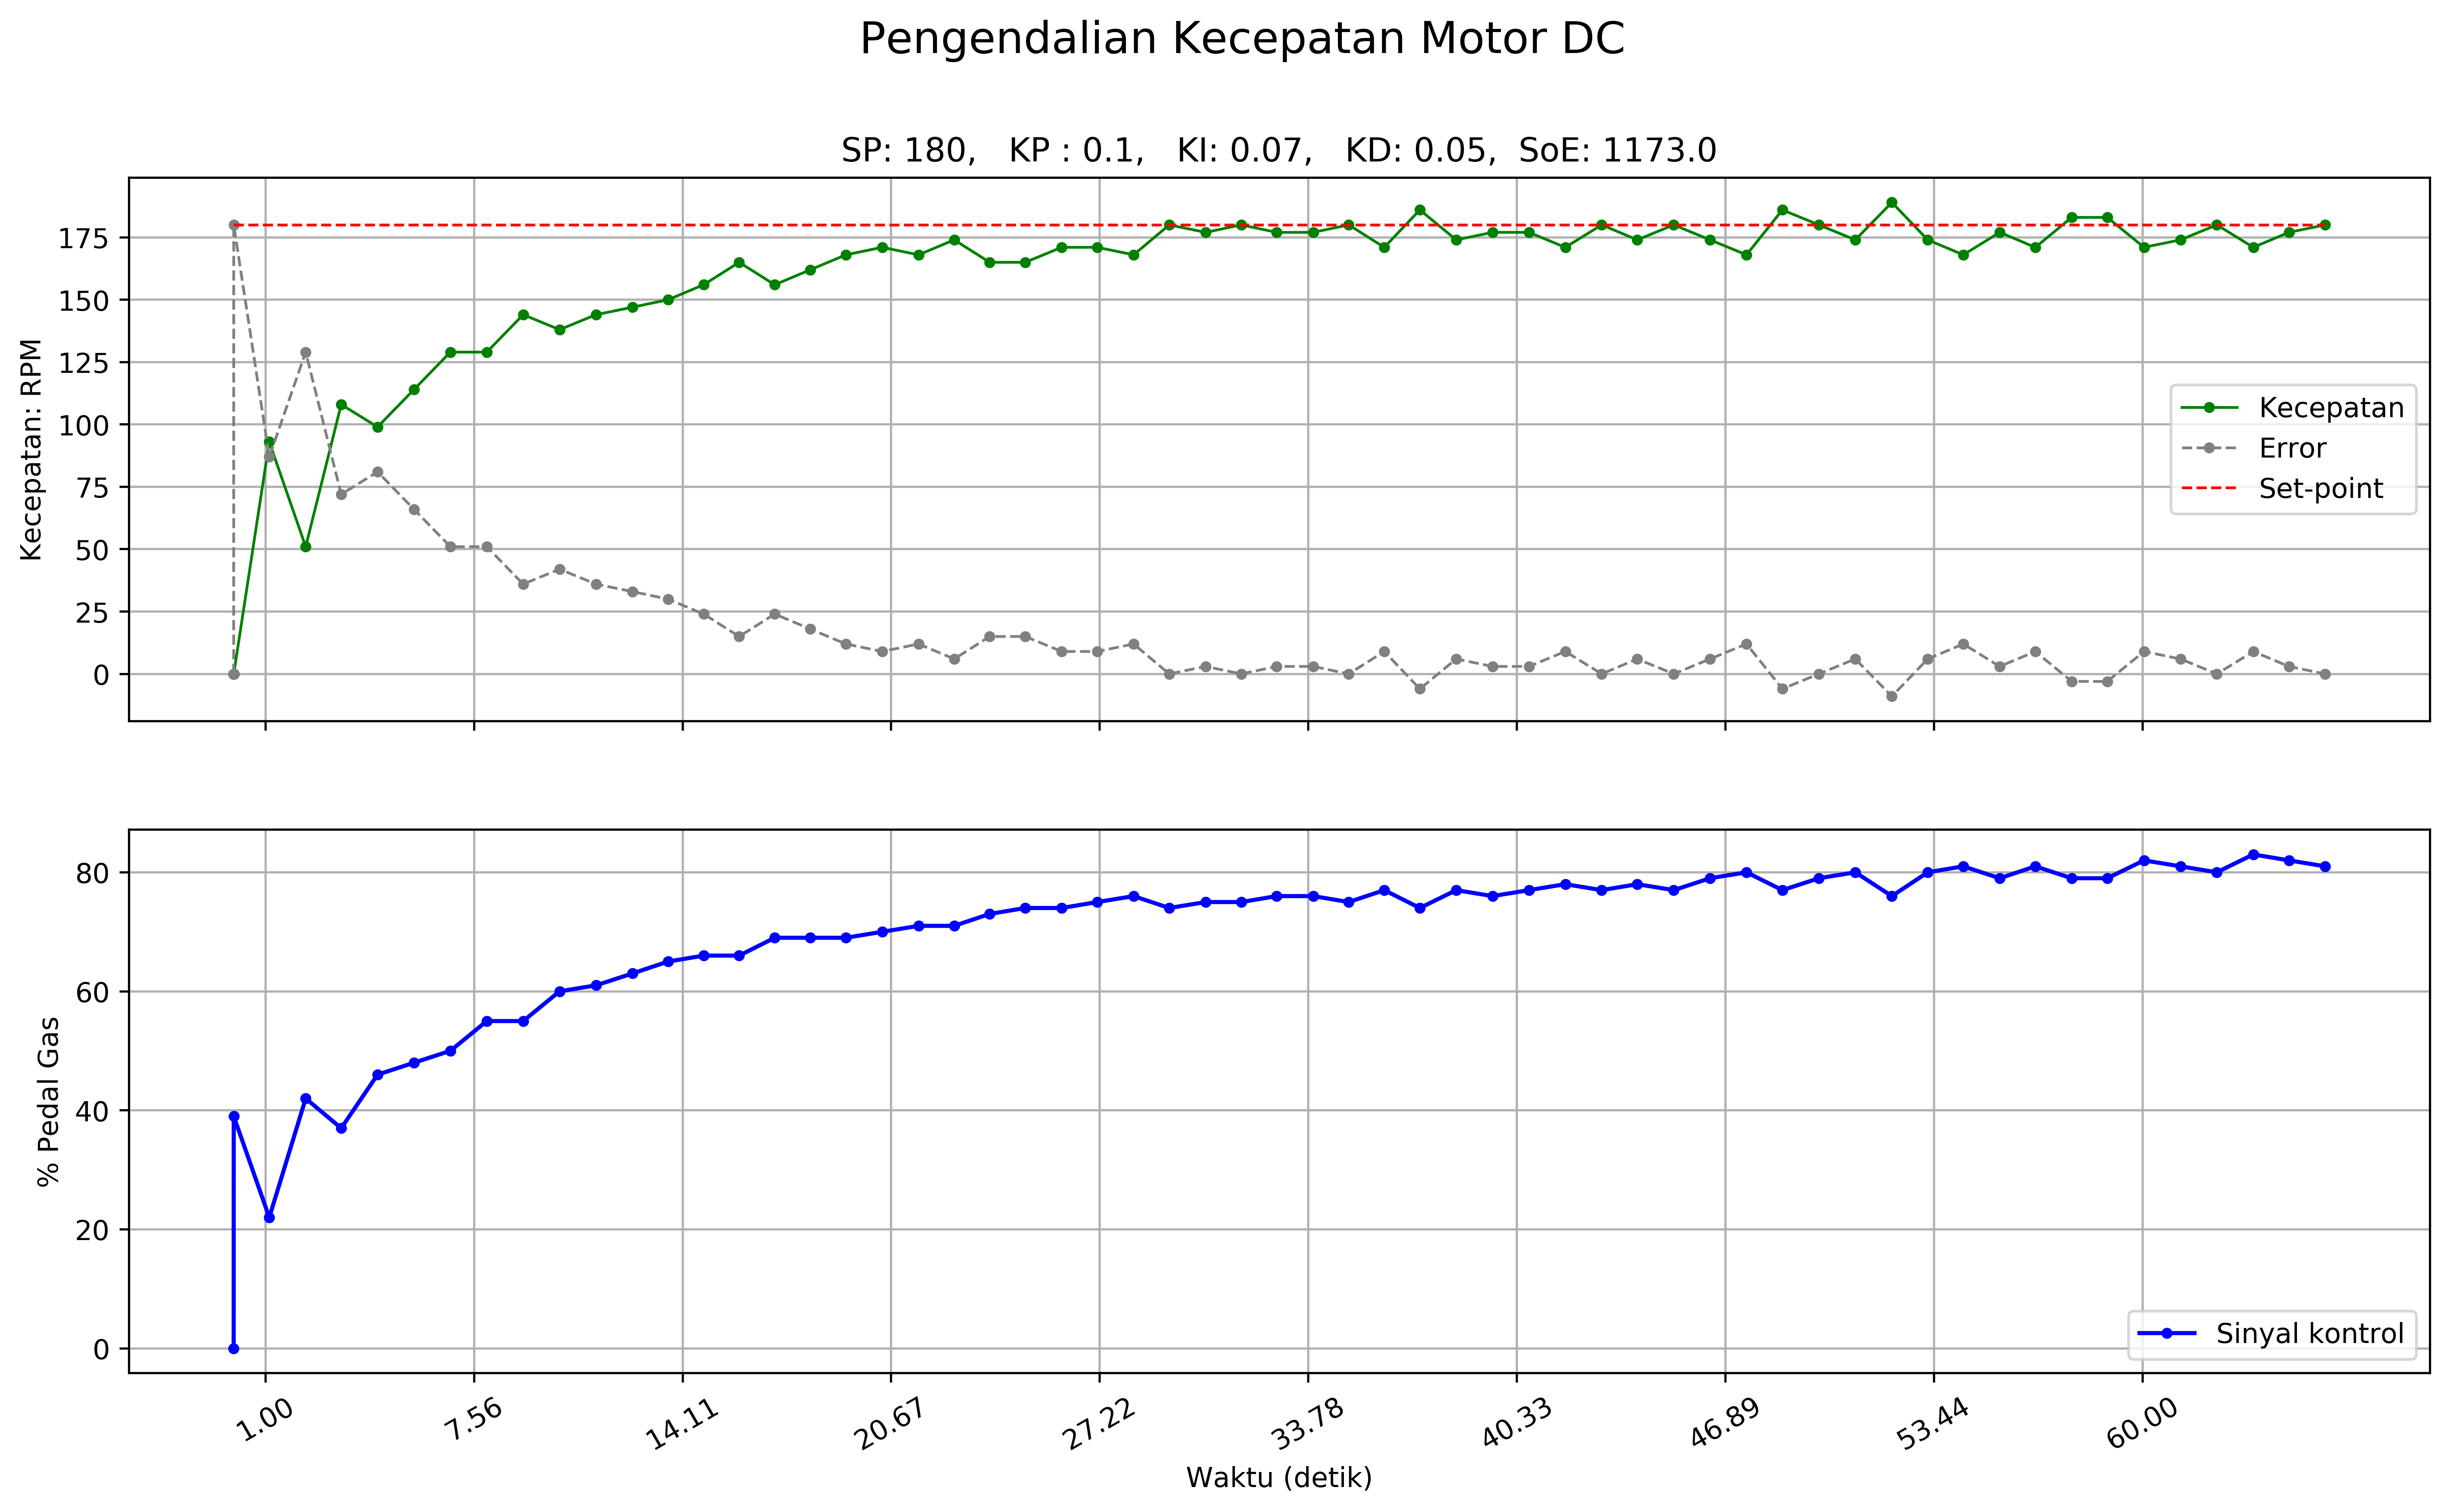 Pengendalian Kecepatan Motor DC
SP: 180, KP : 0.1, KI: 0.07, KD: 0.05, SoE: 1173.0
Kecepatan: RPM
175
150
125
100
75
50
25
0
Kecepatan
Error
Set-point
% Pedal Gas
80
60
40
20
0
Sinyal kontrol
1.00
7.56
14.11
20.67
27.22
33.78
40.33
46.89
53.44
60.00
Waktu (detik)